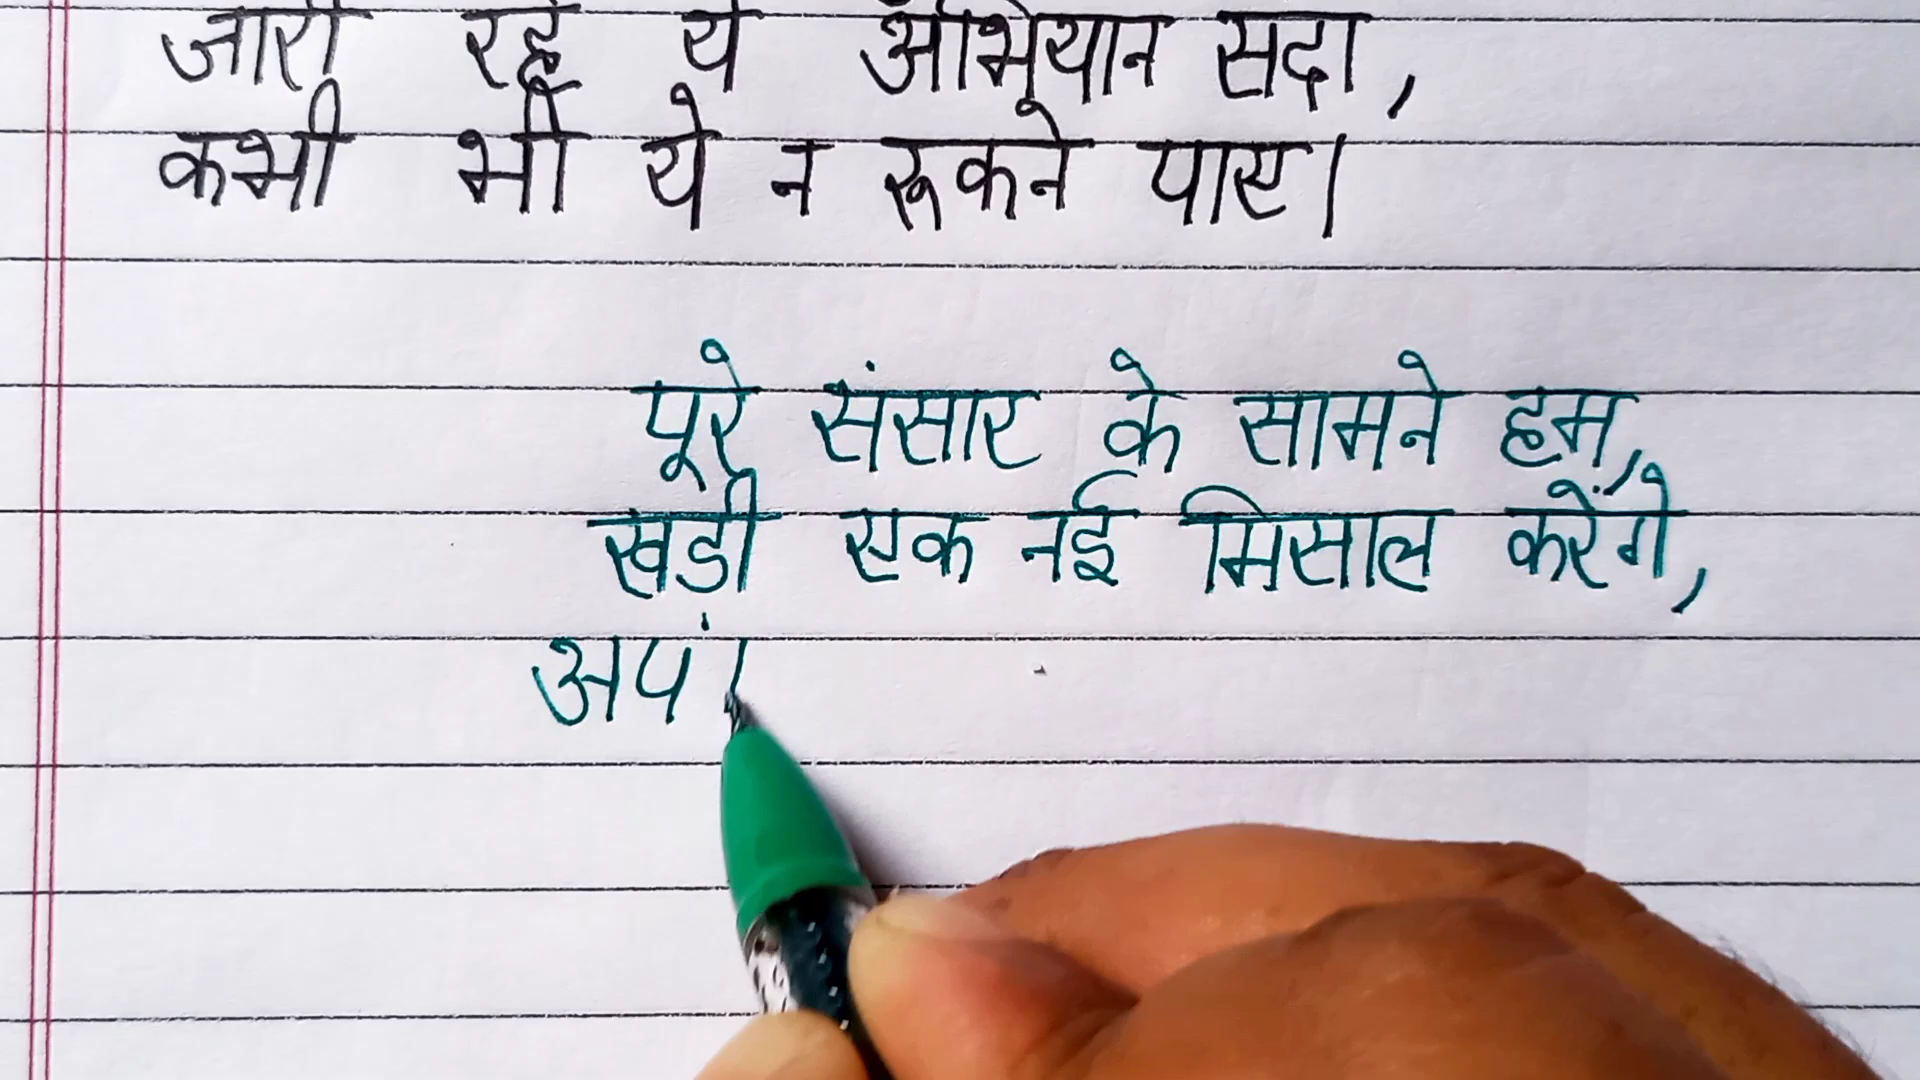 जारी रहे ये अभियान सदा,
कभी भी ये न रूकने पाए।
पूरे संसार के सामने हम,
खडी एक नई मिसाल करेंगे,